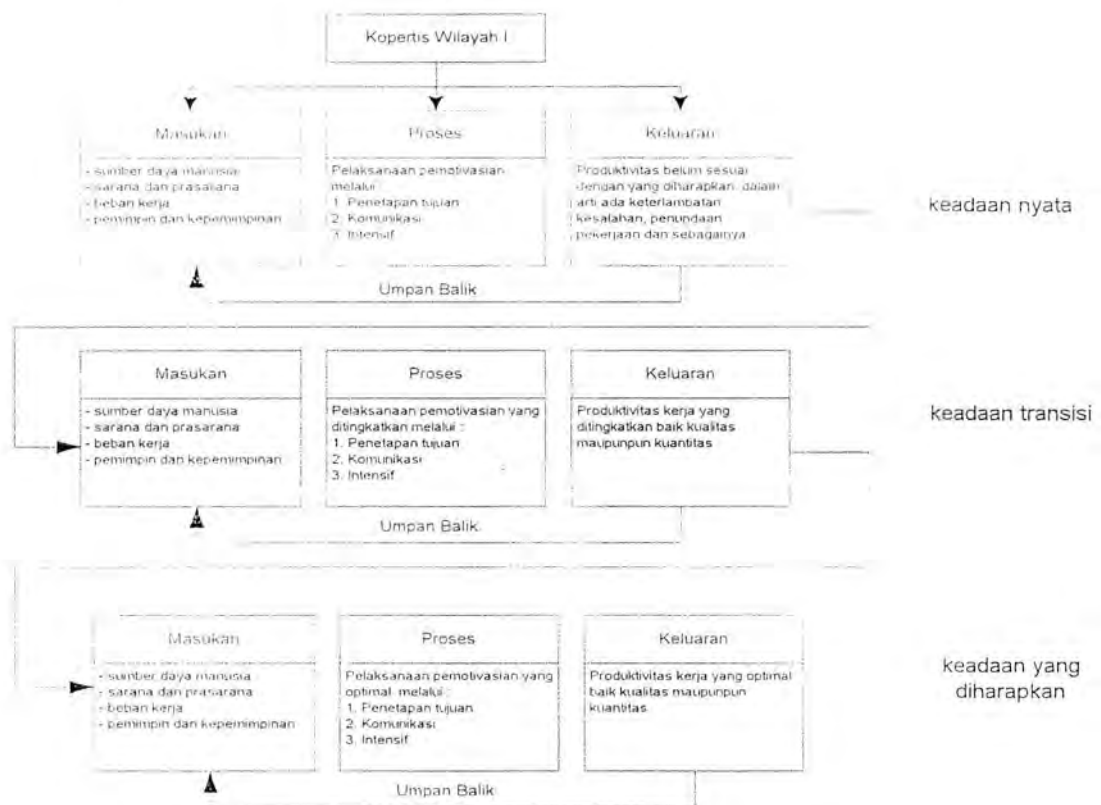 Kopertis Wilayah I
Masukan
- sumber daya manusia
- sarana dan prasarana
- beban kerja
- pemimpin dan kepemimpinan
Proses
Pelaksanaan pemotivasian
melalui :
1. Penetapan tujuan
2. Komunikasi
3. Intensif
Keluaran
Produktivitas belum sesuai
dengan yang diharapkan dalam
arti ada keterlambatan
kesalahan, penundaan
pekerjaan dan sebagainya
keadaan nyata
Umpan Balik
Masukan
- sumber daya manusia
- sarana dan prasarana
- beban kerja
- pemimpin dan kepemimpinan
Proses
Pelaksanaan pemotivasian yang
ditingkatkan melalui :
1. Penetapan tujuan
2. Komunikasi
3. Intensif
Keluaran
Produktivitas kerja yang
ditingkatkan baik kualitas
maupunpun kuantitas
keadaan transisi
Umpan Balik
Masukan
- sumber daya manusia
- sarana dan prasarana
- beban kerja
- pemimpin dan kepemimpinan
Proses
Pelaksanaan pemotivasian yang
optimal melalui :
1. Penetapan tujuan
2. Komunikasi
3. Intensif
Keluaran
Produktivitas kerja yang optimal
baik kualitas maupunpun
kuantitas
keadaan yang
diharapkan
Umpan Balik